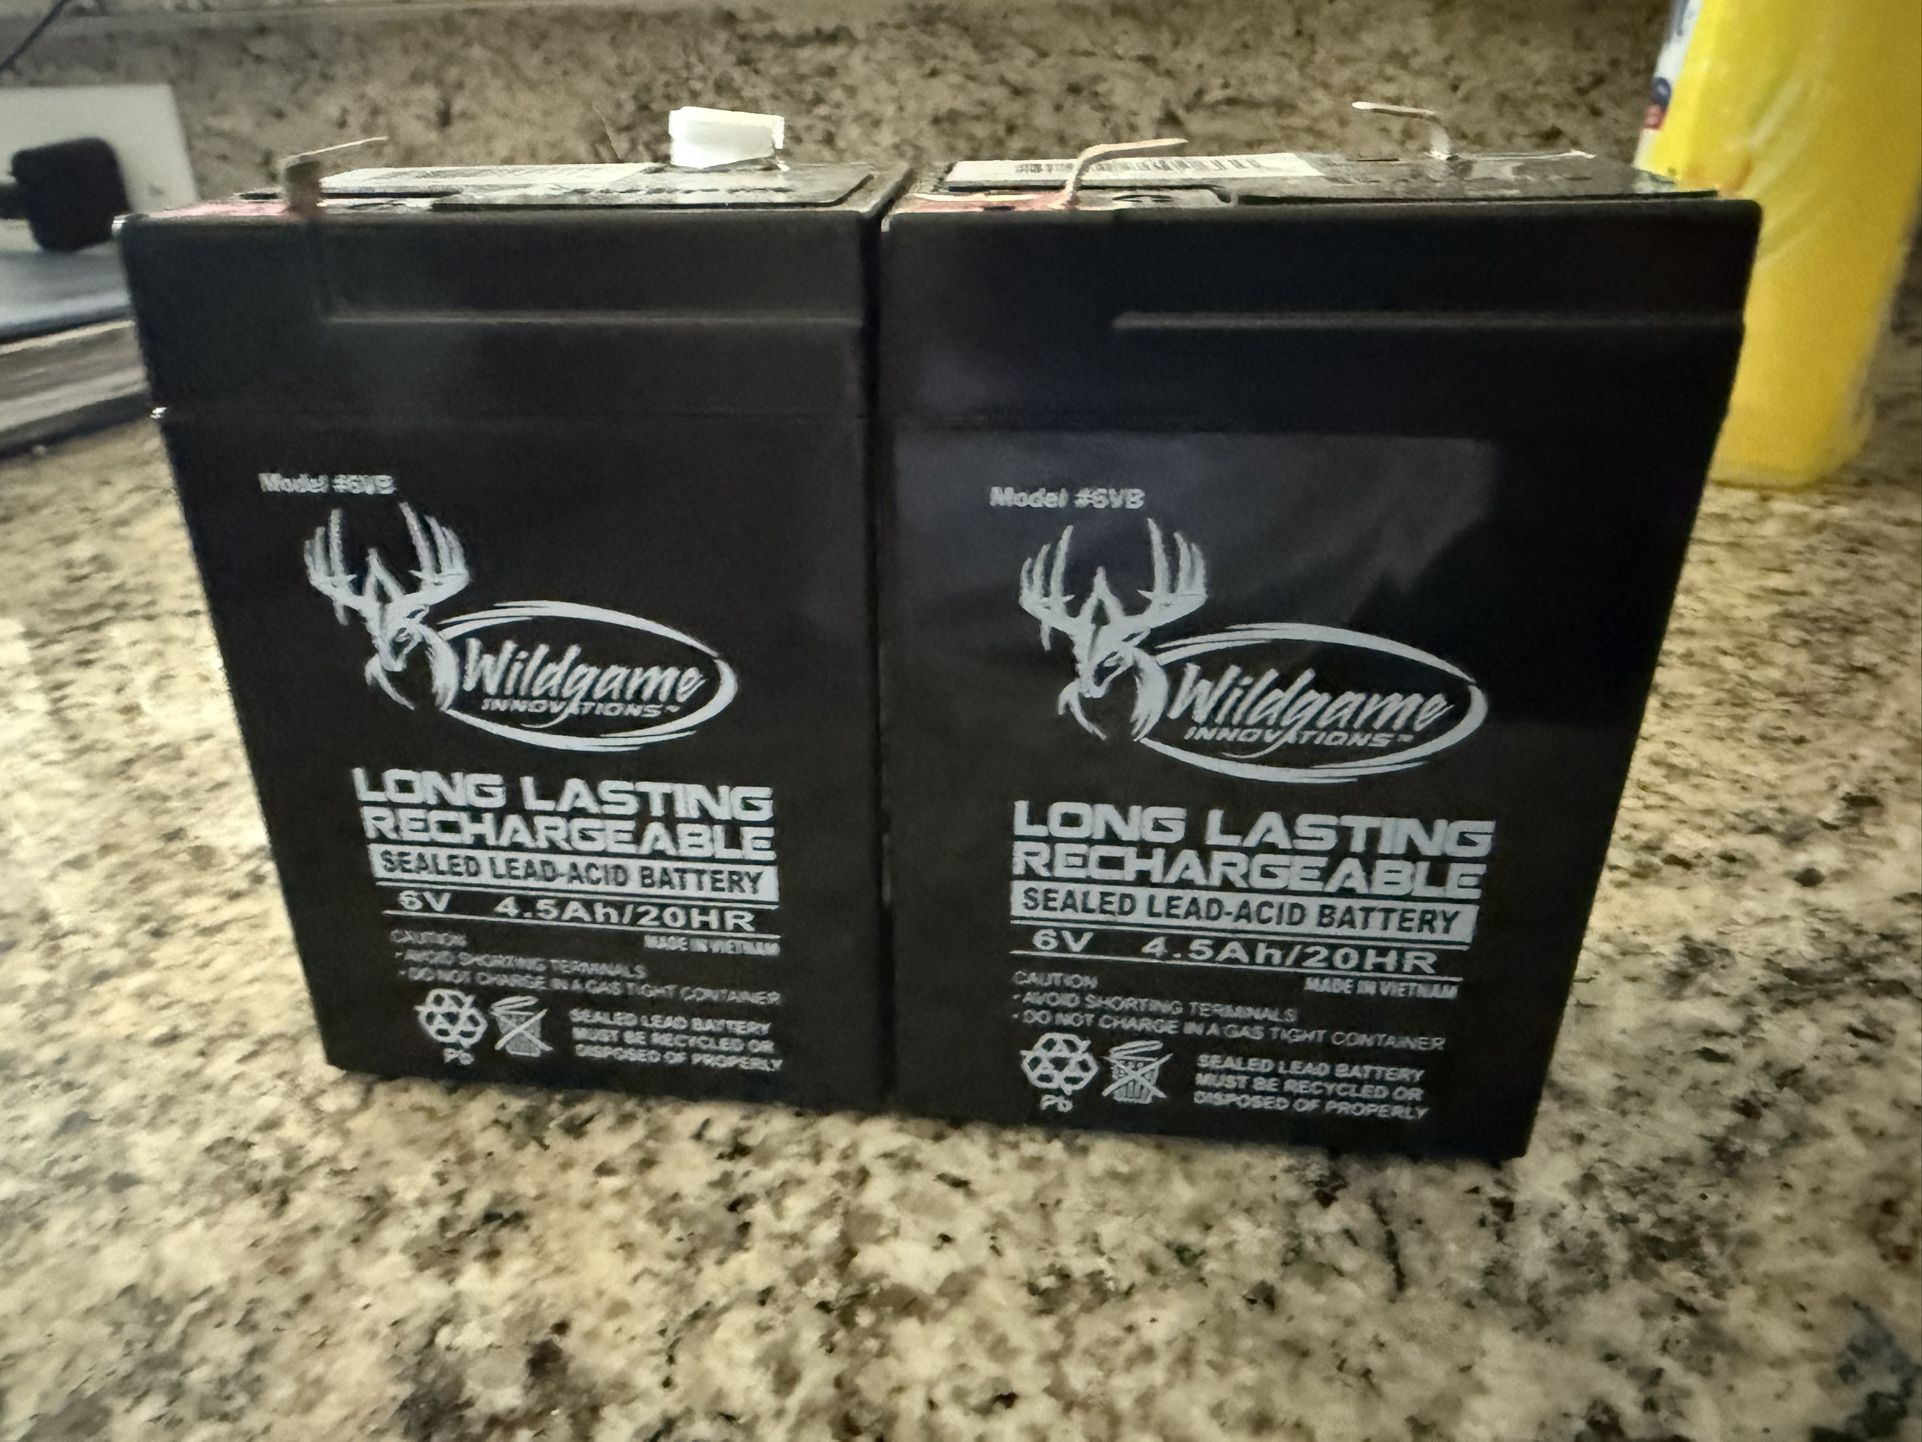 Model #6VB
Wildgame
INNOVATIONS™
LONG LASTING
RECHARGEABLE
SEALED LEAD-ACID BATTERY
6V 4.5Ah/20HR
MADE IN VIETNAM
CAUTION
• AVOID SHORTING TERMINALS
• DO NOT CHARGE IN A GAS TIGHT CONTAINER
Pb
SEALED LEAD BATTERY
MUST BE RECYCLED OR
DISPOSED OF PROPERLY
Model #6VB
Wildgame
INNOVATIONS™
LONG LASTING
RECHARGEABLE
SEALED LEAD-ACID BATTERY
6V 4.5Ah/20HR
MADE IN VIETNAM
CAUTION
• AVOID SHORTING TERMINALS
• DO NOT CHARGE IN A GAS TIGHT CONTAINER
Pb
SEALED LEAD BATTERY
MUST BE RECYCLED OR
DISPOSED OF PROPERLY